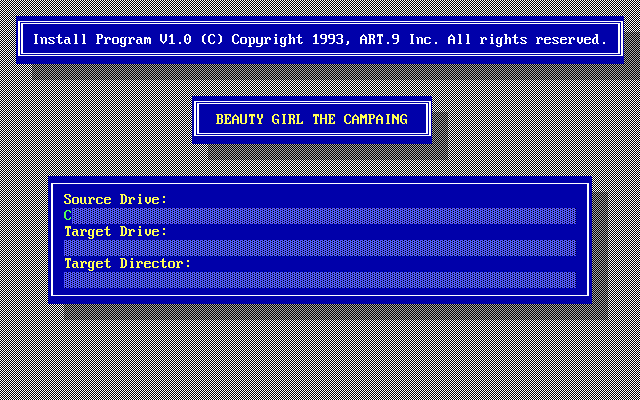 Install Program V1.0 (C) Copyright 1993, ART.9 Inc. All rights reserved.
BEAUTY GIRL THE CAMPAING
Source Drive:
C
Target Drive:
Target Director: